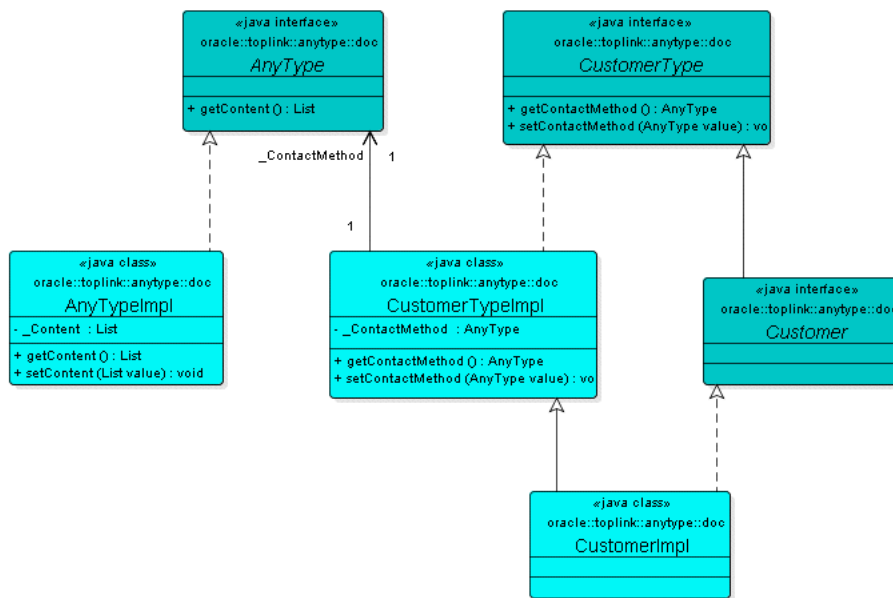 «java interface»
oracle::toplink::anytype::doc
AnyType
+ getContent () : List
«java interface»
oracle::toplink::anytype::doc
CustomerType
+ getContactMethod () : AnyType
+ setContactMethod (AnyType value) : vo
_ContactMethod
1
1
«java class»
oracle::toplink::anytype::doc
AnyTypeImpl
- _Content : List
+ getContent () : List
+ setContent (List value) : void
«java class»
oracle::toplink::anytype::doc
CustomerTypeImpl
- _ContactMethod : AnyType
+ getContactMethod () : AnyType
+ setContactMethod (AnyType value) : vo
«java interface»
oracle::toplink::anytype::doc
Customer
«java class»
oracle::toplink::anytype::doc
CustomerImpl